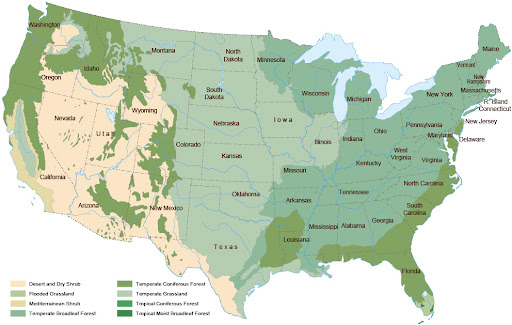 Washington
Montana
North
Dakota
Minnesota
Maine
Oregon
Idaho
Vermont
New
Hampshire
South
Dakota
Wisconsin
Michigan
New York
Massachusetts
R. Island
Connecticut
Wyoming
Nevada
Utah
Nebraska
Iowa
Pennsylvania
New Jersey
Illinois
Indiana
Ohio
Maryland
Delaware
Colorado
Kansas
Missouri
West
Virginia
Virginia
Kentucky
California
Arizona
New Mexico
Oklahoma
Arkansas
Tennessee
North Carolina
South
Carolina
Texas
Louisiana
Mississippi
Alabama
Georgia
Florida
Desert and Dry Shrub
Flooded Grassland
Mediterranean Shrub
Temperate Broadleaf Forest
Temperate Coniferous Forest
Temperate Grassland
Tropical Coniferous Forest
Tropical Moist Broadleaf Forest